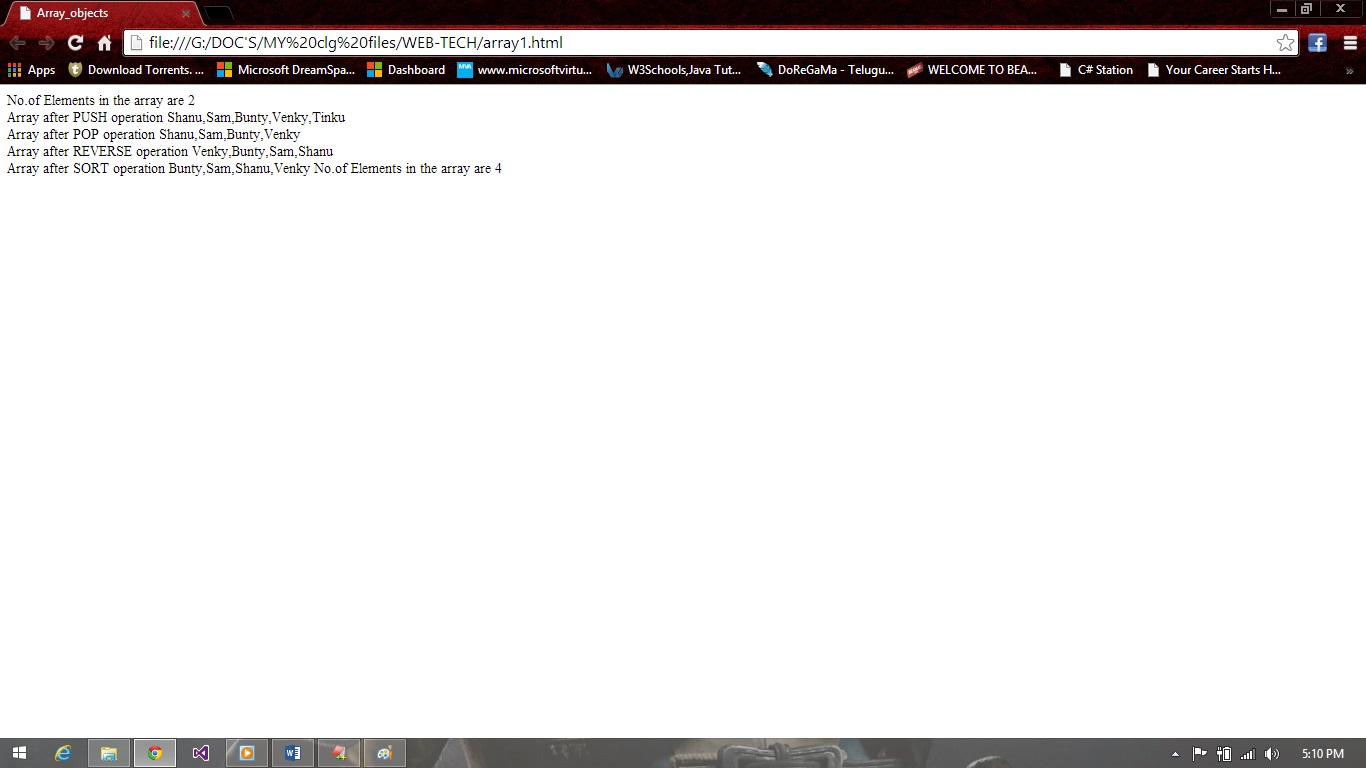 Array_objects
file:///G:/DOC'S/MY%20clg%20files/WEB-TECH/array1.html
Apps Download Torrents. ... Microsoft DreamSpa... Dashboard www.microsoftvirtu... W3Schools,Java Tut... DoReGaMa - Telugu... WELCOME TO BEA... C# Station Your Career Starts H... »
No.of Elements in the array are 2
Array after PUSH operation Shanu,Sam,Bunty,Venky,Tinku
Array after POP operation Shanu,Sam,Bunty,Venky
Array after REVERSE operation Venky,Bunty,Sam,Shanu
Array after SORT operation Bunty,Sam,Shanu,Venky No.of Elements in the array are 4
5:10 PM